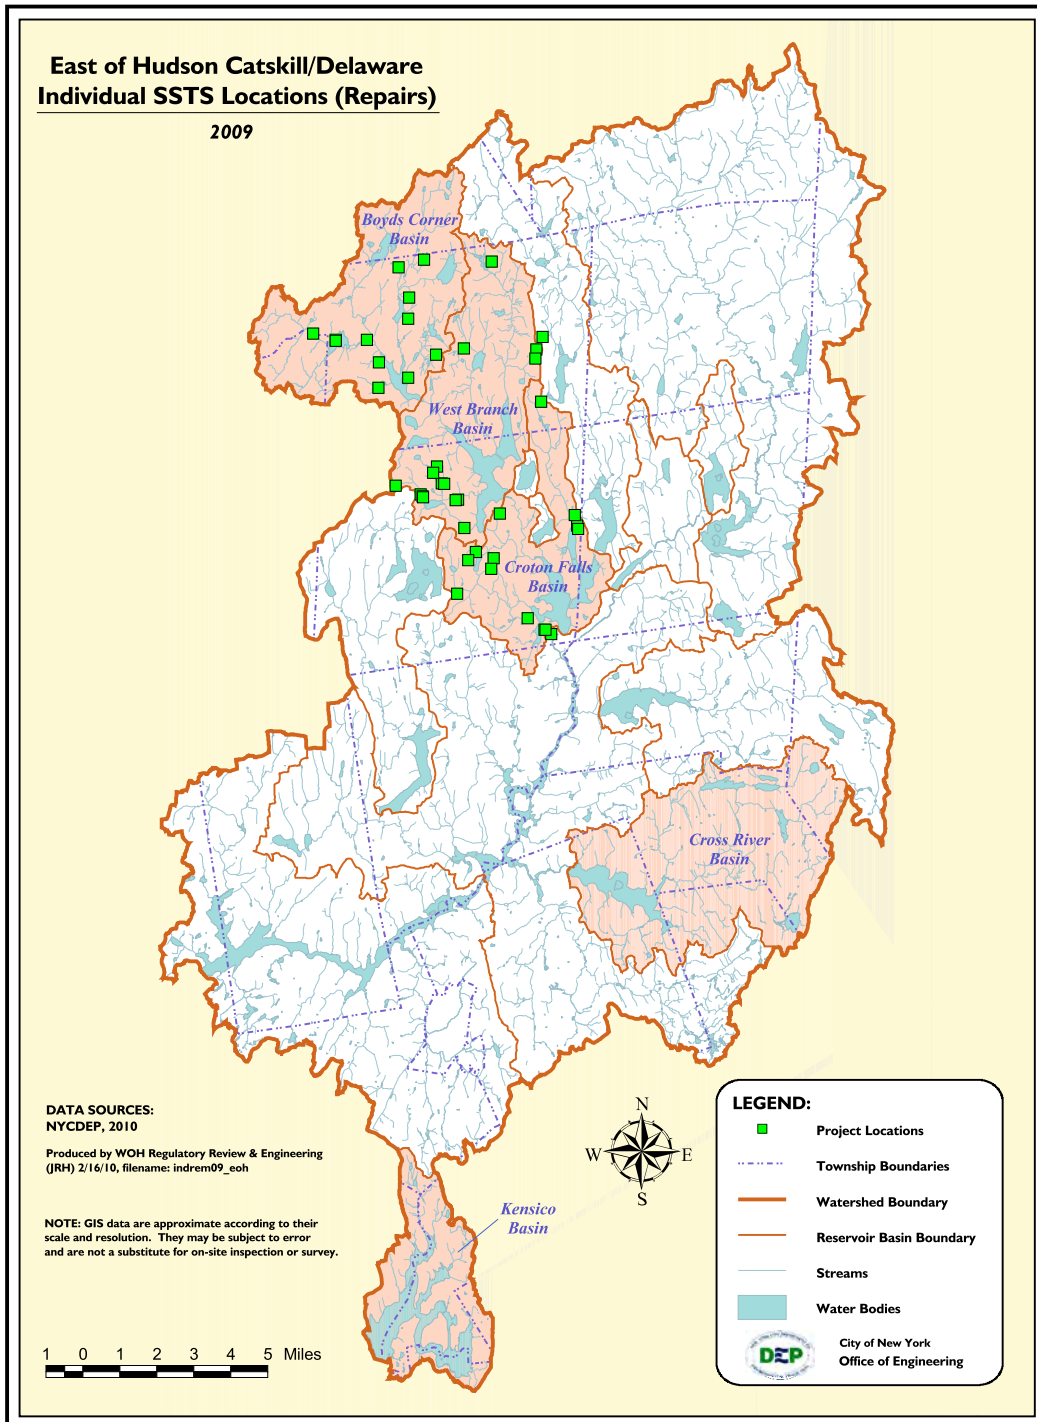 East of Hudson Catskill/Delaware
Individual SSTS Locations (Repairs)
2009
Boyds Corner
Basin
West Branch
Basin
Croton Falls
Basin
Cross River
Basin
Kensico
Basin
DATA SOURCES:
NYCDEP, 2010
Produced by WOH Regulatory Review & Engineering
(JRH) 2/16/10, filename: indrem09_eoh
NOTE: GIS data are approximate according to their
scale and resolution. They may be subject to error
and are not a substitute for on-site inspection or survey.
1 0 1 2 3 4 5 Miles
N
W E
S
LEGEND:
Project Locations
Township Boundaries
Watershed Boundary
Reservoir Basin Boundary
Streams
Water Bodies
DEP
City of New York
Office of Engineering